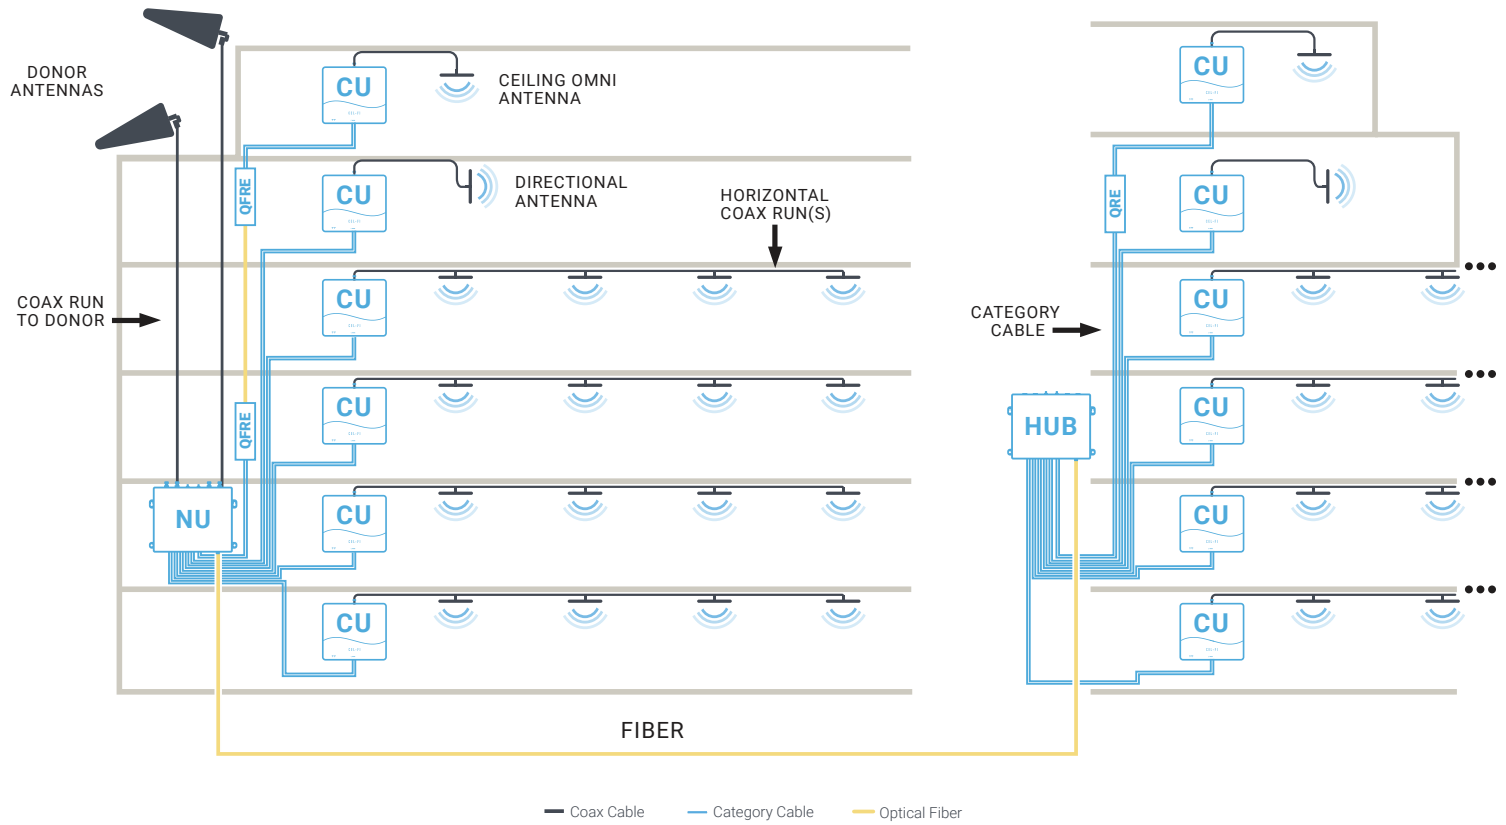 DONOR
ANTENNAS
CU
CEILING OMNI
ANTENNA
CU
QFRE
CU
DIRECTIONAL
ANTENNA
HORIZONTAL
COAX RUN(S)
QRE
CU
COAX RUN
TO DONOR
CU
CATEGORY
CABLE
CU
QFRE
CU
HUB
CU
NU
CU
CU
CU
CU
FIBER
Coax Cable
Category Cable
Optical Fiber